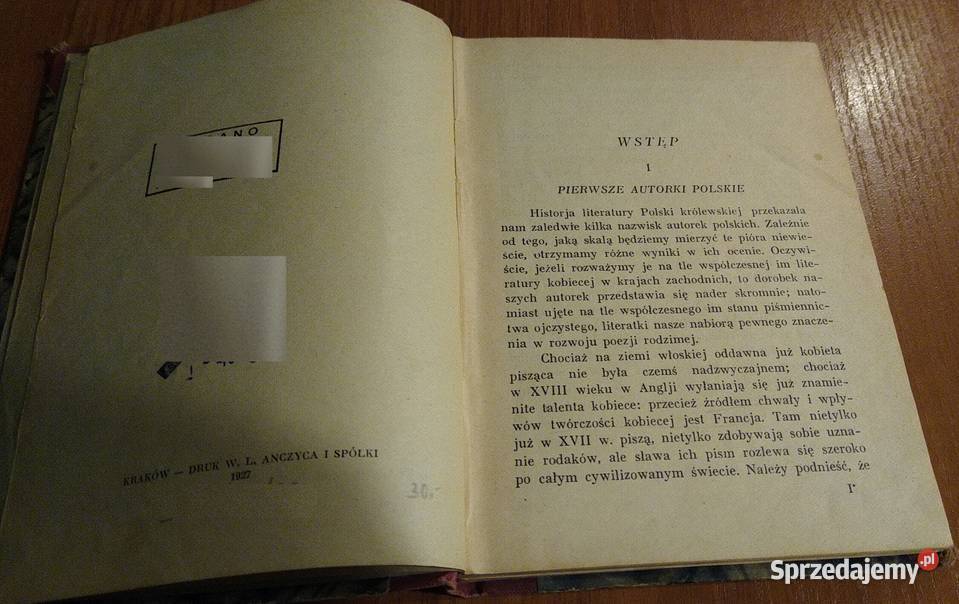 KRAKÓW — DRUK W. L. ANCZYCA I SPÓŁKI
1927
30,-
WSTĘP
I
PIERWSZE AUTORKI POLSKIE
Historja literatury Polski królewskiej przekazała
nam zaledwie kilka nazwisk autorek polskich. Zależnie
od tego, jaką skalą będziemy mierzyć te pióra niewie-
ście, otrzymamy różne wyniki w ich ocenie. Oczywi-
ście, jeżeli rozważymy je na tle współczesnej im lite-
ratury kobiecej w krajach zachodnich, to dorobek na-
szych autorek przedstawia się nader skromnie; nato-
miast ujęte na tle współczesnego im stanu piśmiennic-
twa ojczystego, literatki nasze nabiorą pewnego znacze-
nia w rozwoju poezji rodzimej.
Chociaż na ziemi włoskiej oddawna już kobieta
pisząca nie była czemś nadzwyczajnem; chociaż
w XVIII wieku w Anglji wyłaniają się już znamie-
nite talenta kobiece: przecież źródłem chwały i wpły-
wów twórczości kobiecej jest Francja. Tam nietylko
już w XVII w. piszą, nietylko zdobywają sobie uzna-
nie rodaków, ale sława ich pism rozlewa się szeroko
po całym cywilizowanym świecie. Należy podnieść, że
I*
Sprzedajemy.pl